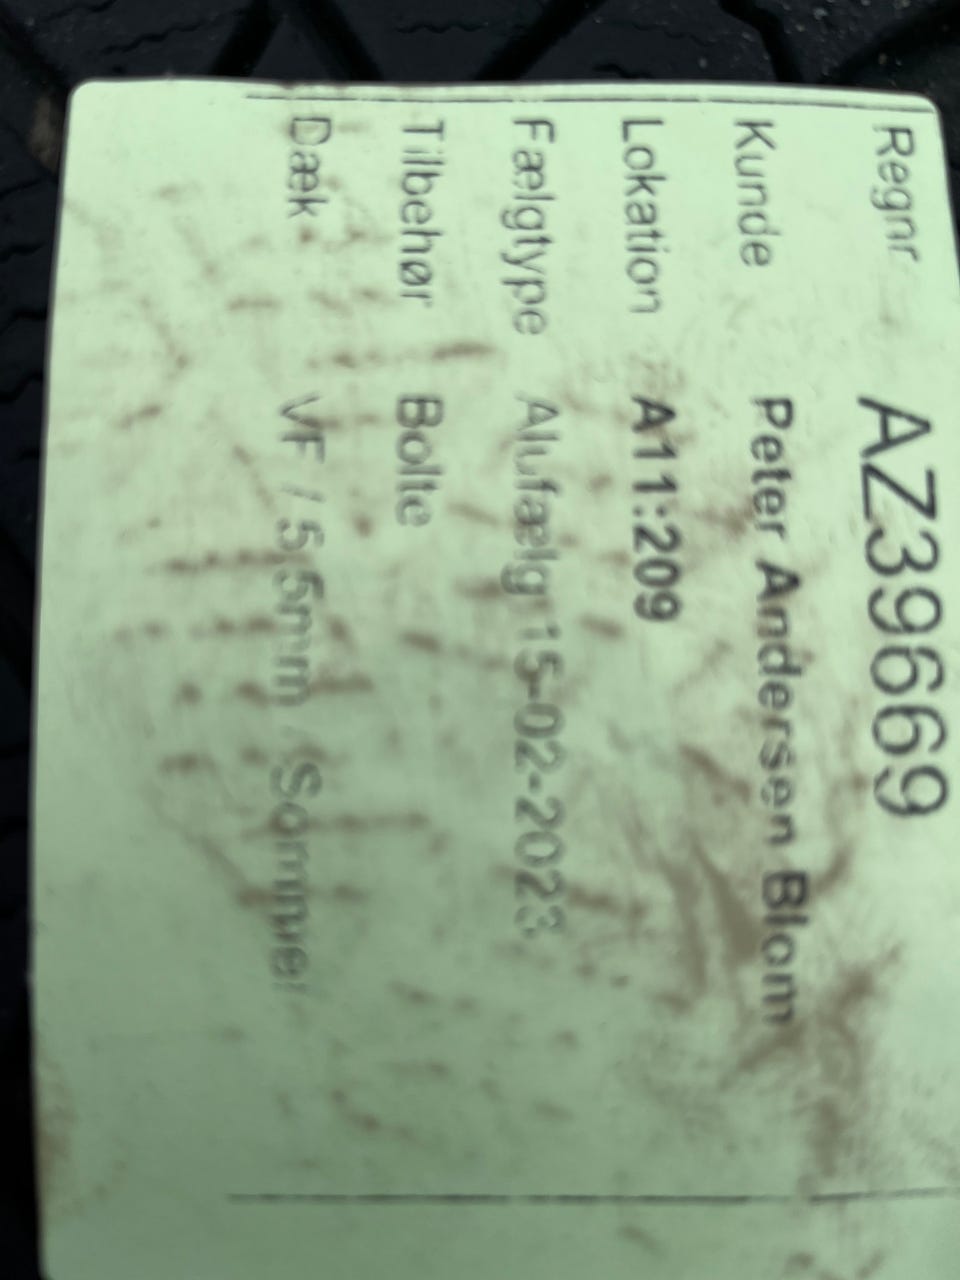 Regnr AZ39669
Kunde Peter Andersen Blom
Lokation A11:209
Fælgtype Alufælg 15-02-2023
Tilbehør Bolte
Dæk VF / 5.5mm / Sommer